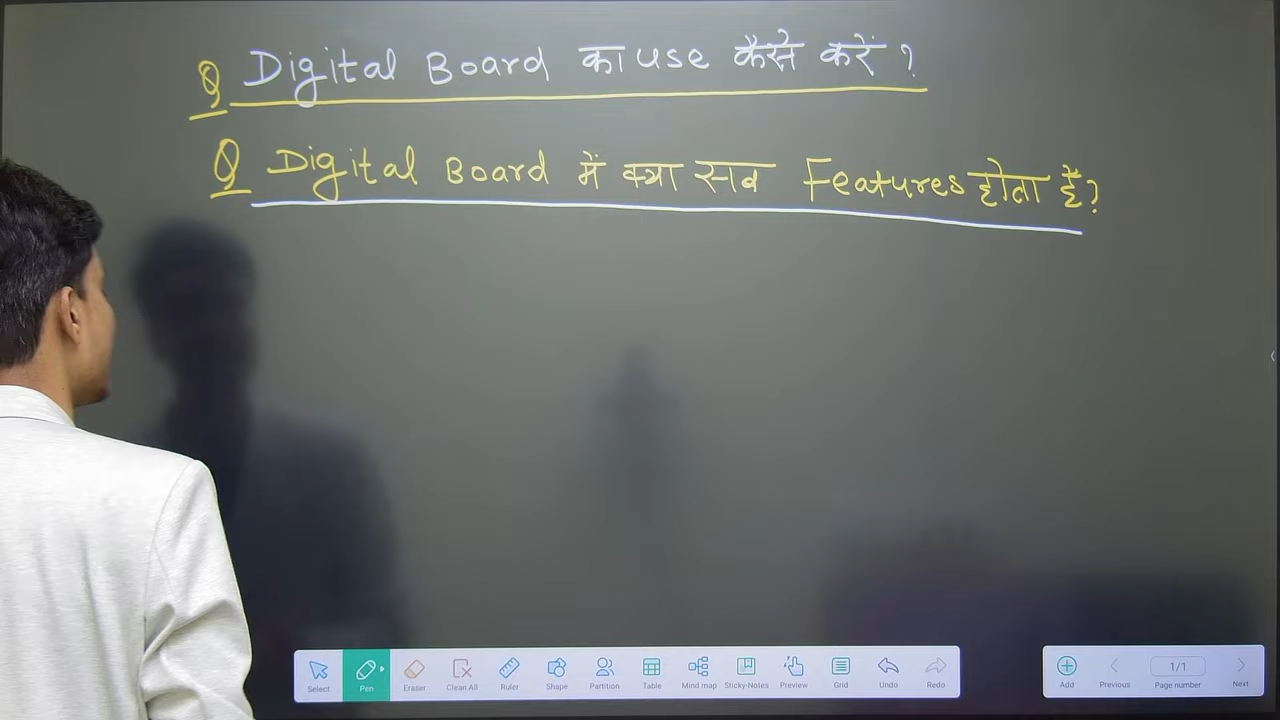 Q Digital Board का use कैसे करें ?
Q Digital Board में क्या सब Features होता है ?
Select Pen Eraser Clean All Ruler Shape Partition Table Mind map Sticky-Notes Preview Grid Undo Redo
Add Previous 1/1 Page number Next